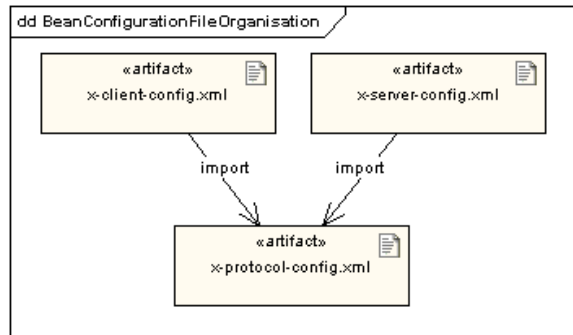 dd BeanConfigurationFileOrganisation
«artifact»
x-client-config.xml
«artifact»
x-server-config.xml
import
import
«artifact»
x-protocol-config.xml